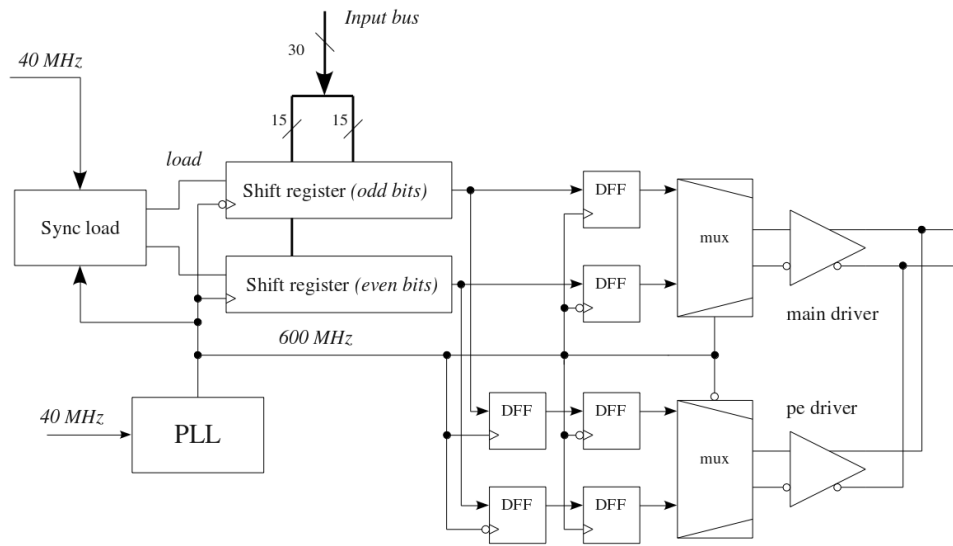 Input bus
30
40 MHz
15
15
load
Shift register (odd bits)
DFF
Sync load
mux
Shift register (even bits)
DFF
main driver
600 MHz
40 MHz
PLL
DFF
DFF
pe driver
mux
DFF
DFF